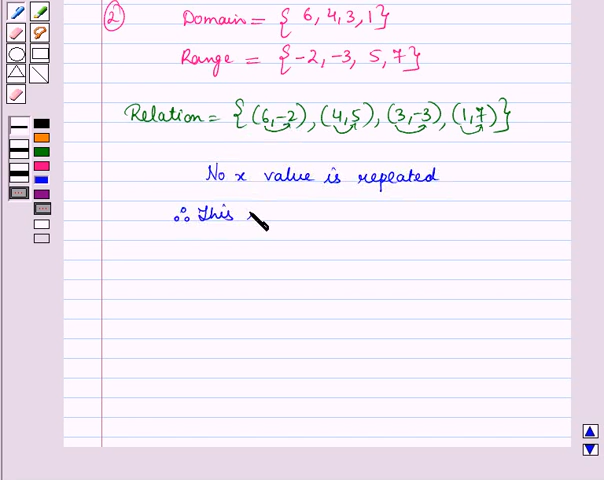 ② Domain = { 6, 4, 3, 1}
Range = {-2, -3, 5, 7}
Relation = {(6,-2), (4,5), (3,-3), (1,7)}
No x value is repeated
∴ This